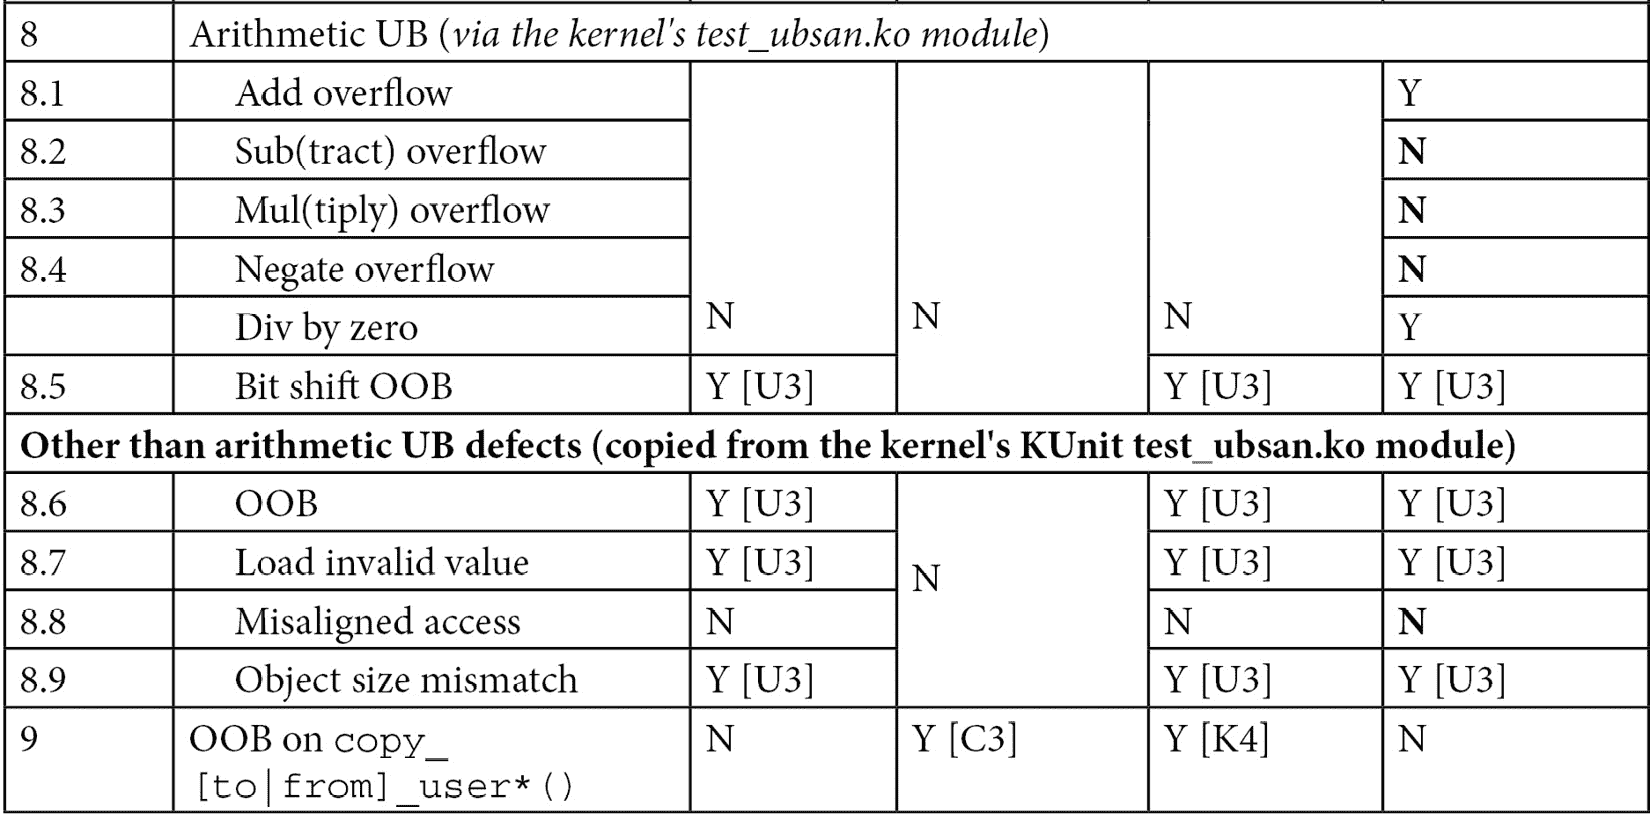 8 Arithmetic UB (via the kernel's test_ubsan.ko module)
8.1 Add overflow Y
8.2 Sub(tract) overflow N
8.3 Mul(tiply) overflow N
8.4 Negate overflow N
Div by zero N N N Y
8.5 Bit shift OOB Y [U3] Y [U3] Y [U3]
Other than arithmetic UB defects (copied from the kernel's KUnit test_ubsan.ko module)
8.6 OOB Y [U3] Y [U3] Y [U3]
8.7 Load invalid value Y [U3] N Y [U3] Y [U3]
8.8 Misaligned access N N N
8.9 Object size mismatch Y [U3] Y [U3] Y [U3]
9 OOB on copy_ N Y [C3] Y [K4] N
[to|from]_user*()